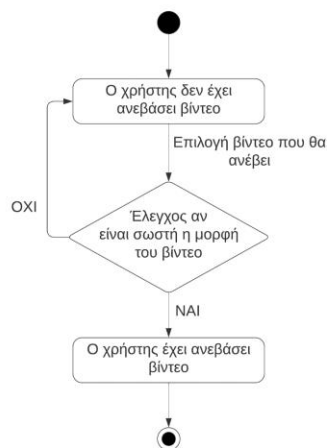 Ο χρήστης δεν έχει
ανεβάσει βίντεο
Επιλογή βίντεο που θα
ανέβει
ΟΧΙ
Έλεγχος αν
είναι σωστή η μορφή
του βίντεο
ΝΑΙ
Ο χρήστης έχει ανεβάσει
βίντεο